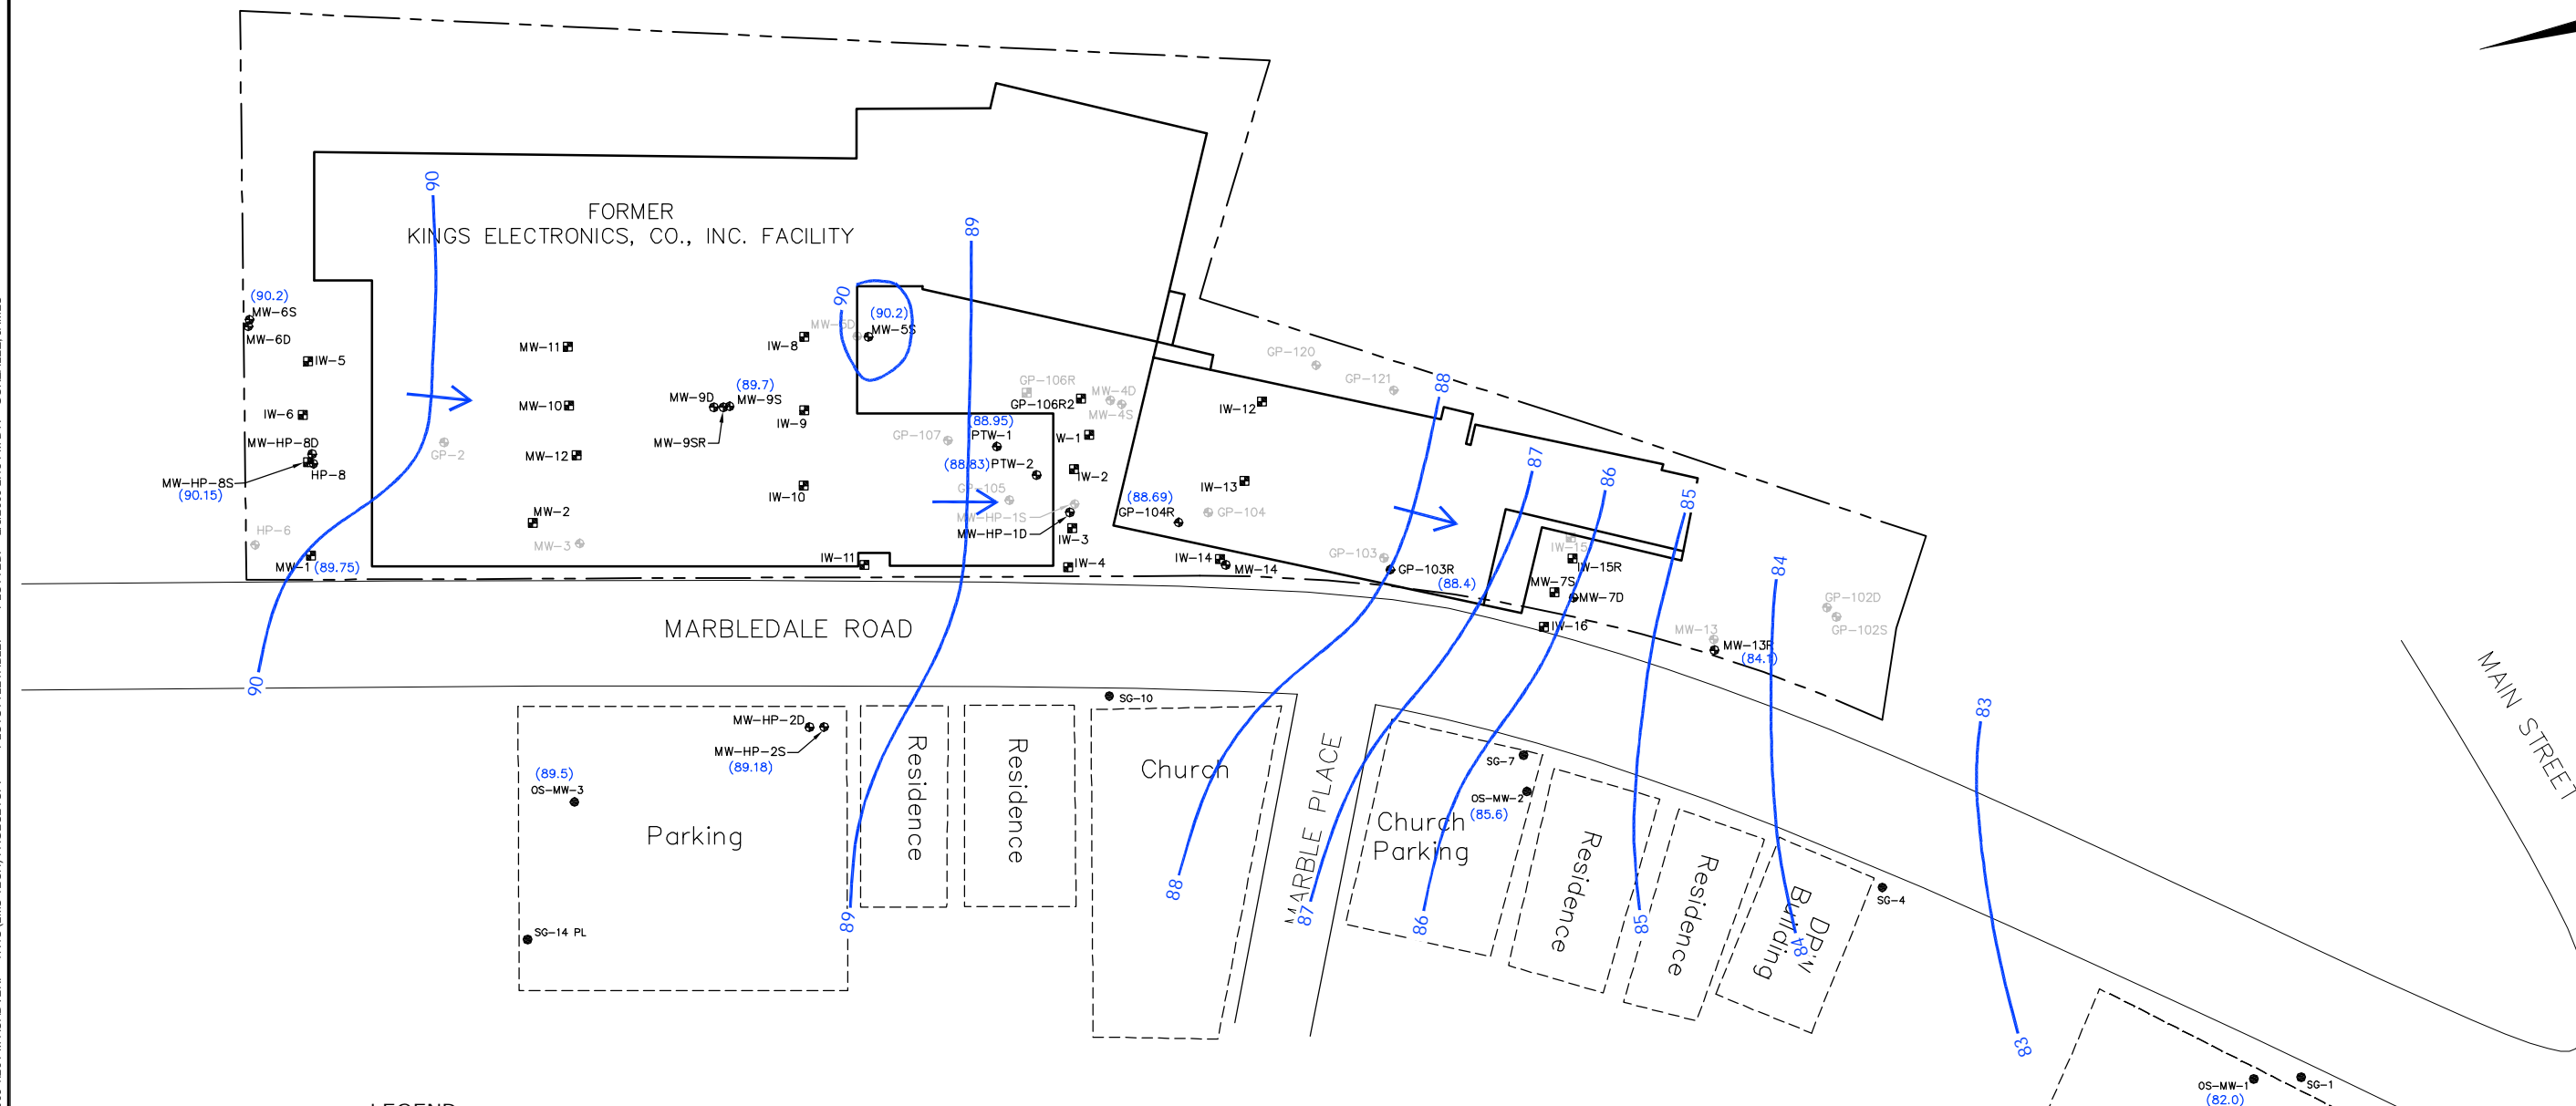 FORMER
KINGS ELECTRONICS, CO., INC. FACILITY
90
89
90
(90.2)
MW-6S
MW-6D
IW-5
IW-6
MW-HP-8D
HP-8
MW-HP-8S
(90.15)
HP-6
MW-1 (89.75)
GP-2
MW-11
MW-10
MW-12
MW-2
MW-3
MW-9D
(89.7)
MW-9S
MW-9SR
IW-8
IW-9
IW-10
IW-11
MW-5D
(90.2)
MW-5S
GP-106R
GP-106R2
MW-4D
MW-4S
(88.95)
PTW-1
GP-107
(88.83) PTW-2
GP-105
MW-HP-1S
MW-HP-1D
W-1
IW-2
IW-3
IW-4
(88.69)
GP-104R
GP-104
IW-12
IW-13
IW-14
MW-14
GP-120
GP-121
88
GP-103
GP-103R
(88.4)
87
86
85
IW-15
IW-15R
MW-7S
MW-7D
IW-16
84
MW-13
MW-13R
(84.1)
GP-102D
GP-102S
83
MAIN STREET
MARBLEDALE ROAD
90
MW-HP-2D
MW-HP-2S
(89.18)
(89.5)
OS-MW-3
Parking
SG-14 PL
89
Residence
Residence
SG-10
Church
88
MARBLE PLACE
87
SG-7
OS-MW-2
(85.6)
Church
Parking
86
Residence
85
Residence
DPW
Building
84
SG-4
83
OS-MW-1
(82.0)
SG-1
LEGEND